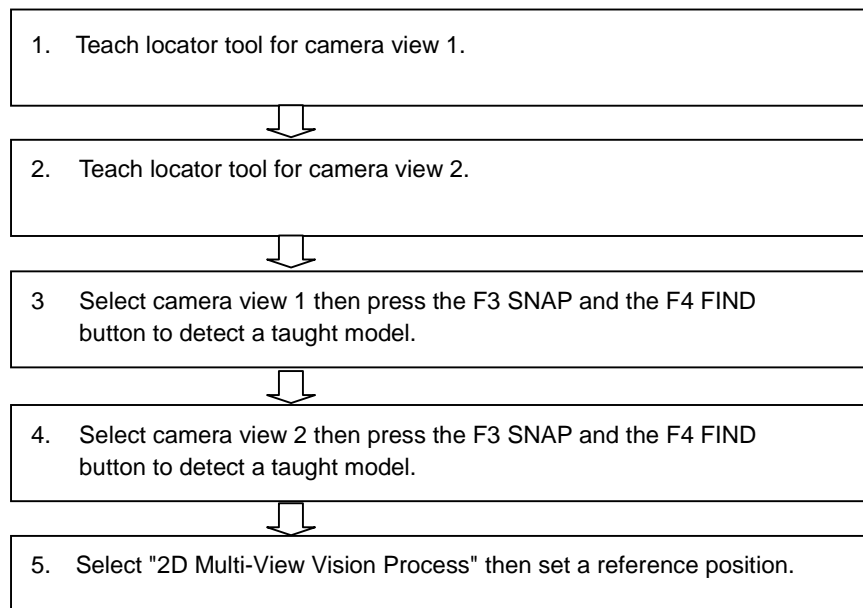 1. Teach locator tool for camera view 1.
2. Teach locator tool for camera view 2.
3 Select camera view 1 then press the F3 SNAP and the F4 FIND
button to detect a taught model.
4. Select camera view 2 then press the F3 SNAP and the F4 FIND
button to detect a taught model.
5. Select "2D Multi-View Vision Process" then set a reference position.